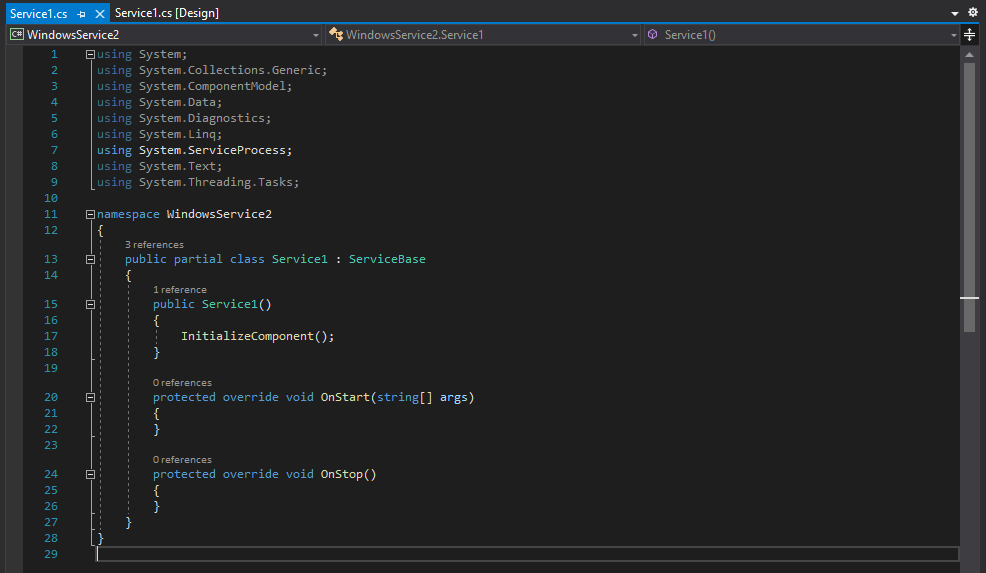 Service1.cs Service1.cs [Design]
C# WindowsService2 WindowsService2.Service1 Service1()
1 using System;
2 using System.Collections.Generic;
3 using System.ComponentModel;
4 using System.Data;
5 using System.Diagnostics;
6 using System.Linq;
7 using System.ServiceProcess;
8 using System.Text;
9 using System.Threading.Tasks;
10
11 namespace WindowsService2
12 {
3 references
13 public partial class Service1 : ServiceBase
14 {
1 reference
15 public Service1()
16 {
17 InitializeComponent();
18 }
19
0 references
20 protected override void OnStart(string[] args)
21 {
22 }
23
0 references
24 protected override void OnStop()
25 {
26 }
27 }
28 }
29